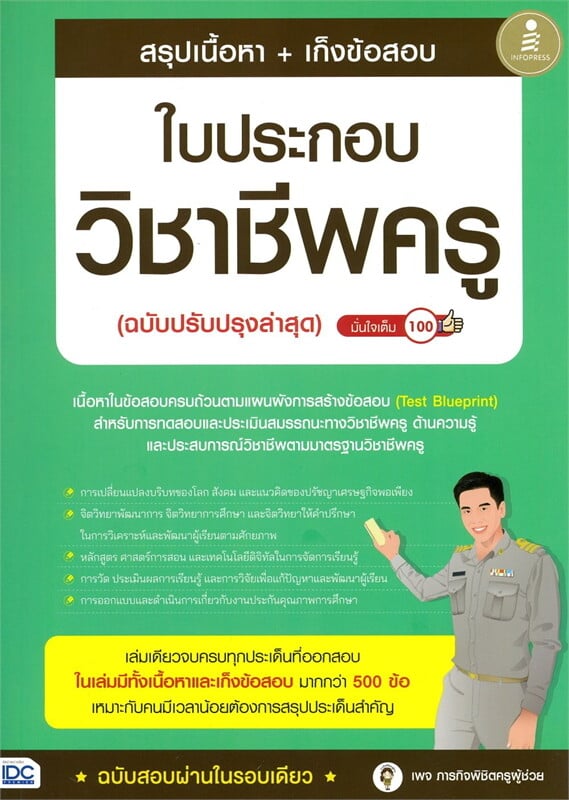 สรุปเนื้อหา + เก็งข้อสอบ
INFOPRESS
ใบประกอบ
วิชาชีพครู
(ฉบับปรับปรุงล่าสุด)
มั่นใจเต็ม 100
เนื้อหาในข้อสอบครบถ้วนตามแผนผังการสร้างข้อสอบ (Test Blueprint)
สำหรับการทดสอบและประเมินสมรรถนะทางวิชาชีพครู ด้านความรู้
และประสบการณ์วิชาชีพตามมาตรฐานวิชาชีพครู
การเปลี่ยนแปลงบริบทของโลก สังคม และแนวคิดของปรัชญาเศรษฐกิจพอเพียง
จิตวิทยาพัฒนาการ จิตวิทยาการศึกษา และจิตวิทยาให้คำปรึกษา
ในการวิเคราะห์และพัฒนาผู้เรียนตามศักยภาพ
หลักสูตร ศาสตร์การสอน และเทคโนโลยีดิจิทัลในการจัดการเรียนรู้
การวัด ประเมินผลการเรียนรู้ และการวิจัยเพื่อแก้ปัญหาและพัฒนาผู้เรียน
การออกแบบและดำเนินการเกี่ยวกับงานประกันคุณภาพการศึกษา
เล่มเดียวจบครบทุกประเด็นที่ออกสอบ
ในเล่มมีทั้งเนื้อหาและเก็งข้อสอบ มากกว่า 500 ข้อ
เหมาะกับคนมีเวลาน้อยต้องการสรุปประเด็นสำคัญ
IDC
PREMIER
ฉบับสอบผ่านในรอบเดียว
เพจ ภารกิจพิชิตครูผู้ช่วย